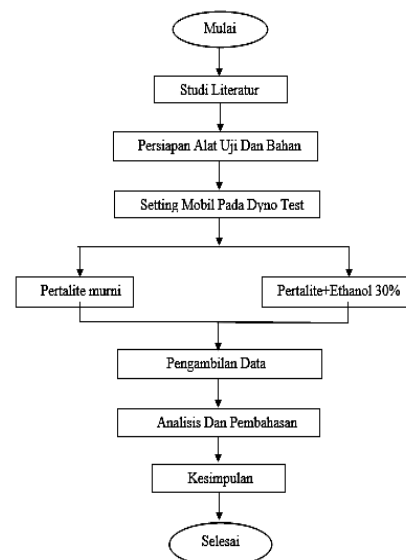 Mulai
Studi Literatur
Persiapan Alat Uji Dan Bahan
Setting Mobil Pada Dyno Test
Pertalite murni
Pertalite+Ethanol 30%
Pengambilan Data
Analisis Dan Pembahasan
Kesimpulan
Selesai